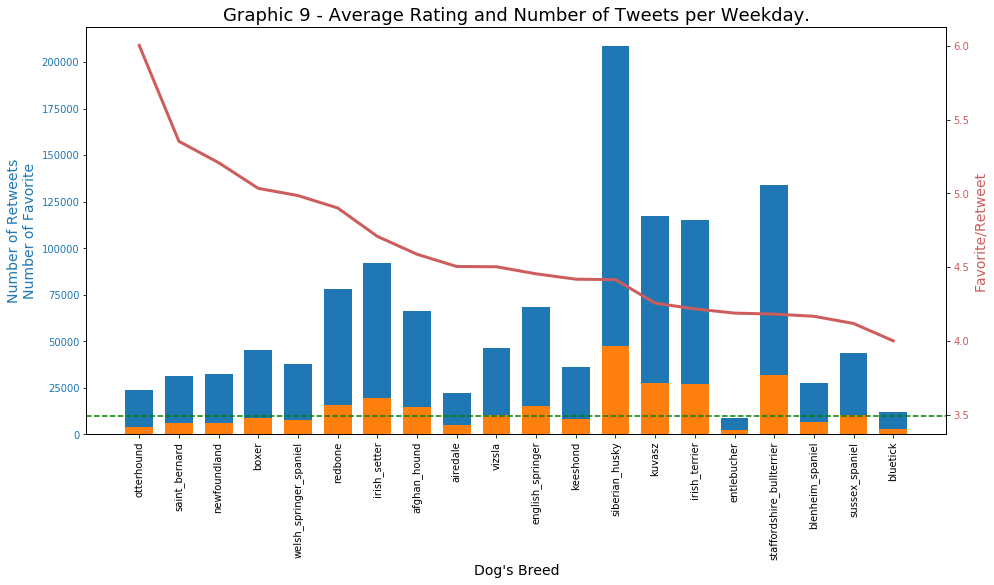 Graphic 9 - Average Rating and Number of Tweets per Weekday.
Number of Retweets
Number of Favorite
200000
175000
150000
125000
100000
75000
50000
25000
0
6.0
5.5
5.0
4.5
4.0
3.5
Favorite/Retweet
otterhound
saint_bernard
newfoundland
boxer
welsh_springer_spaniel
redbone
irish_setter
afghan_hound
airedale
vizsla
english_springer
keeshond
siberian_husky
kuvasz
irish_terrier
entlebucher
staffordshire_bullterrier
blenheim_spaniel
sussex_spaniel
bluetick
Dog's Breed